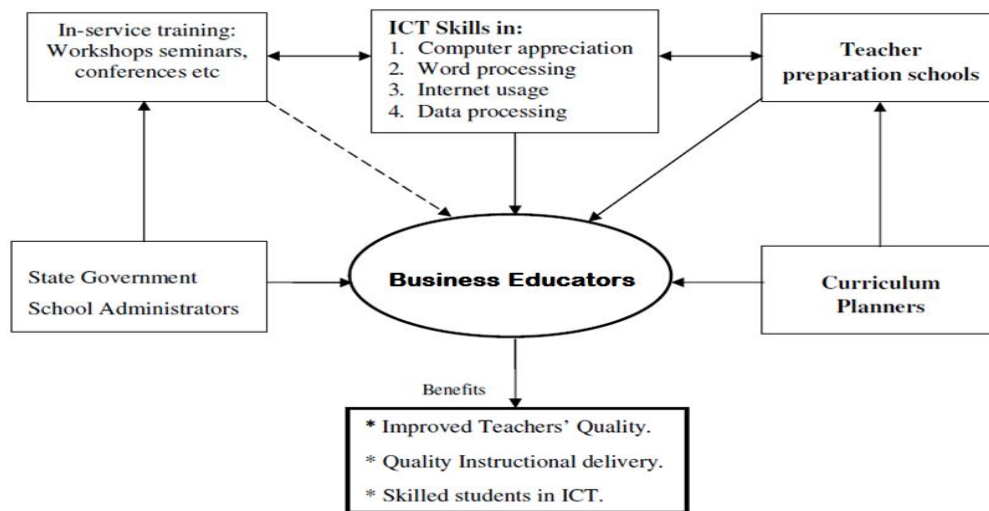 In-service training:
Workshops seminars,
conferences etc
ICT Skills in:
1. Computer appreciation
2. Word processing
3. Internet usage
4. Data processing
Teacher
preparation schools
State Government
School Administrators
Business Educators
Curriculum
Planners
Benefits
* Improved Teachers' Quality.
* Quality Instructional delivery.
* Skilled students in ICT.